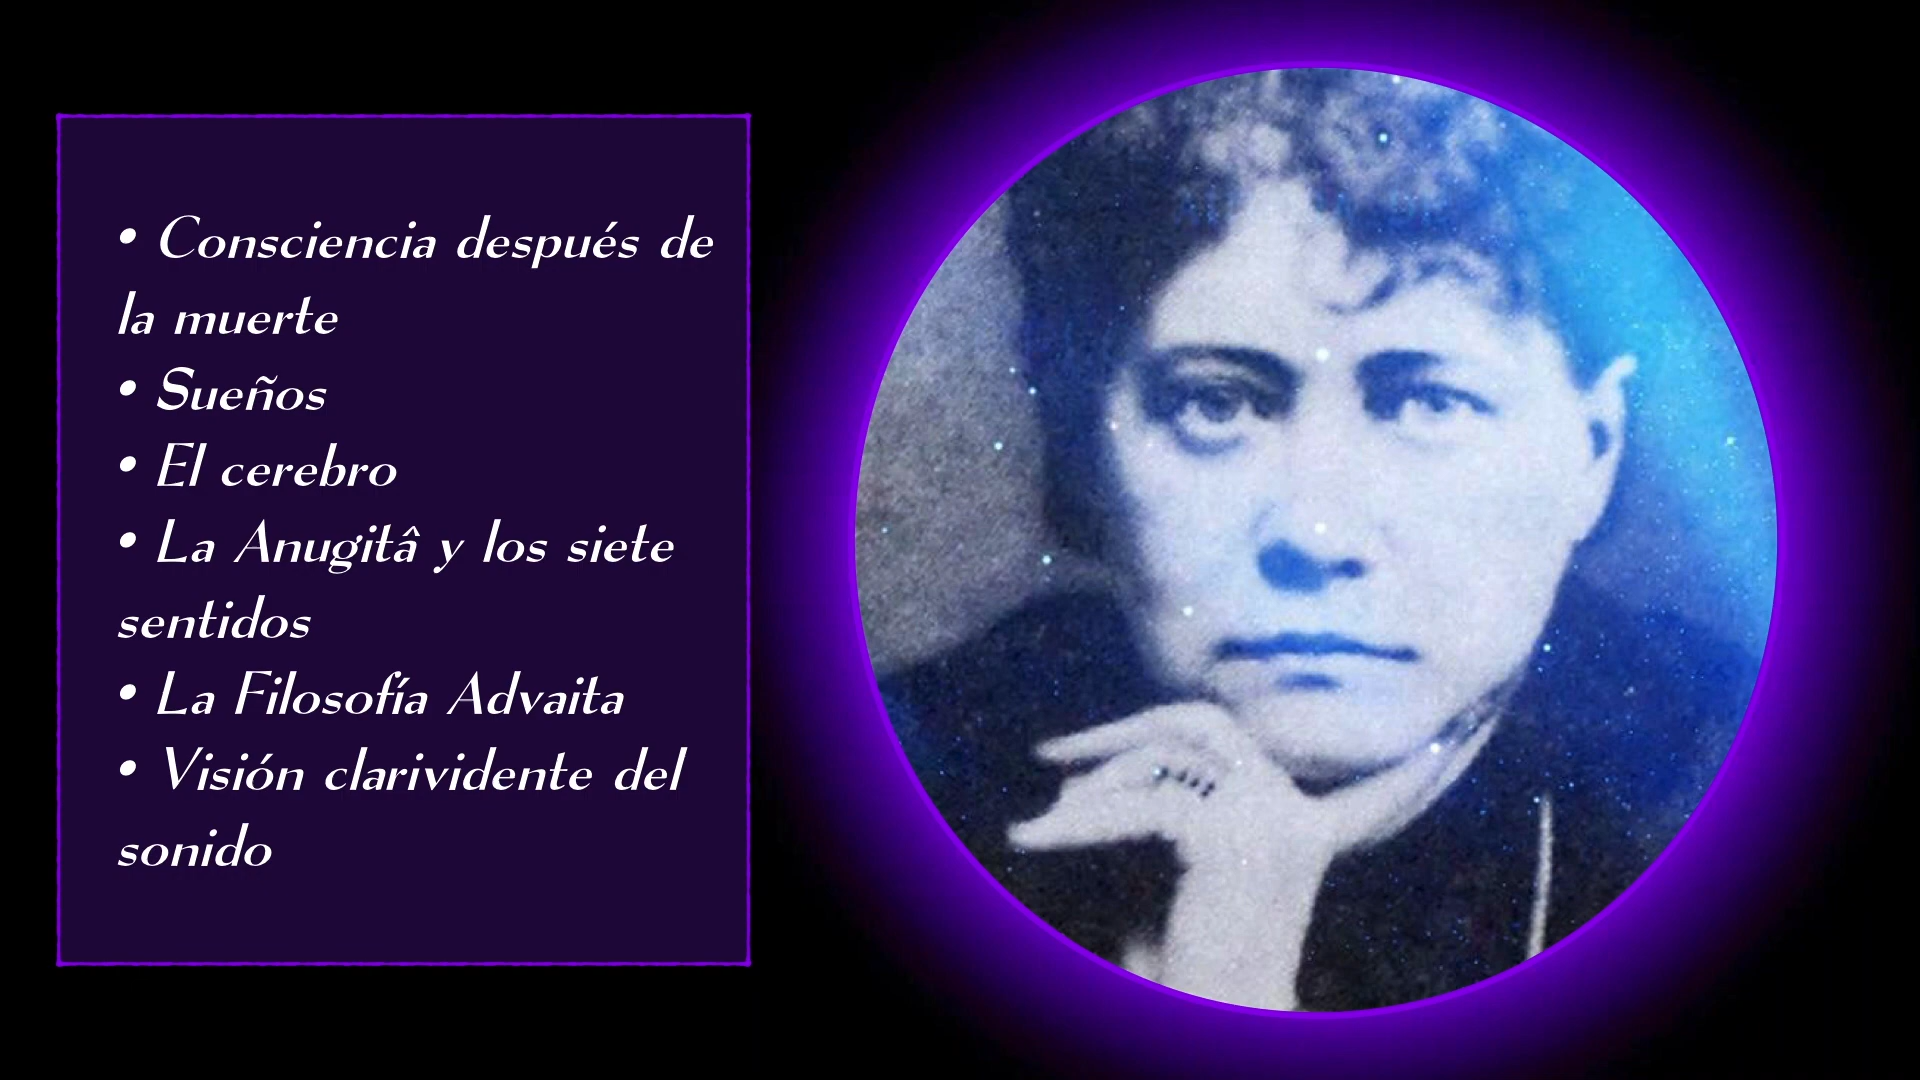 • Consciencia después de
la muerte
• Sueños
• El cerebro
• La Anugitâ y los siete
sentidos
• La Filosofía Advaita
• Visión clarividente del
sonido